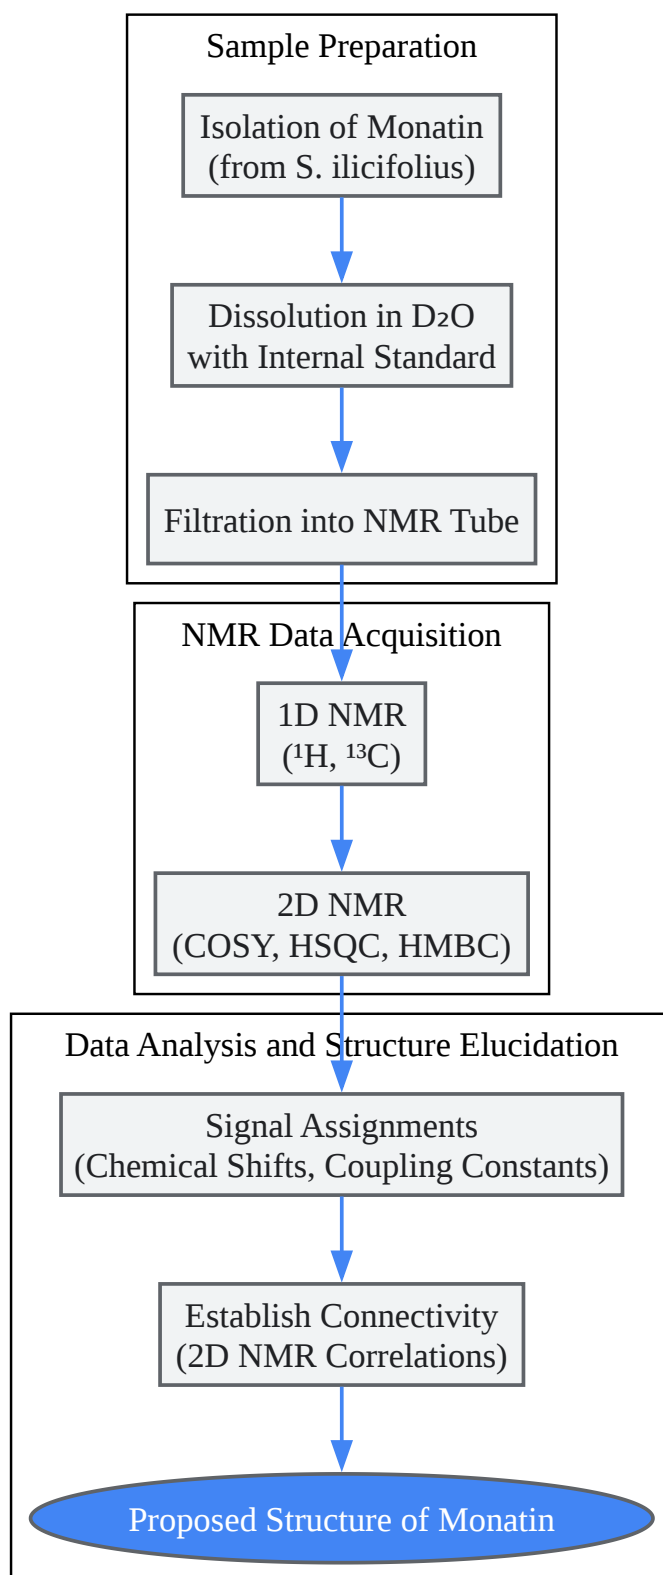 Sample Preparation
Isolation of Monatin
(from S. ilicifolius)
Dissolution in D₂O
with Internal Standard
Filtration into NMR Tube
NMR Data Acquisition
1D NMR
(¹H, ¹³C)
2D NMR
(COSY, HSQC, HMBC)
Data Analysis and Structure Elucidation
Signal Assignments
(Chemical Shifts, Coupling Constants)
Establish Connectivity
(2D NMR Correlations)
Proposed Structure of Monatin